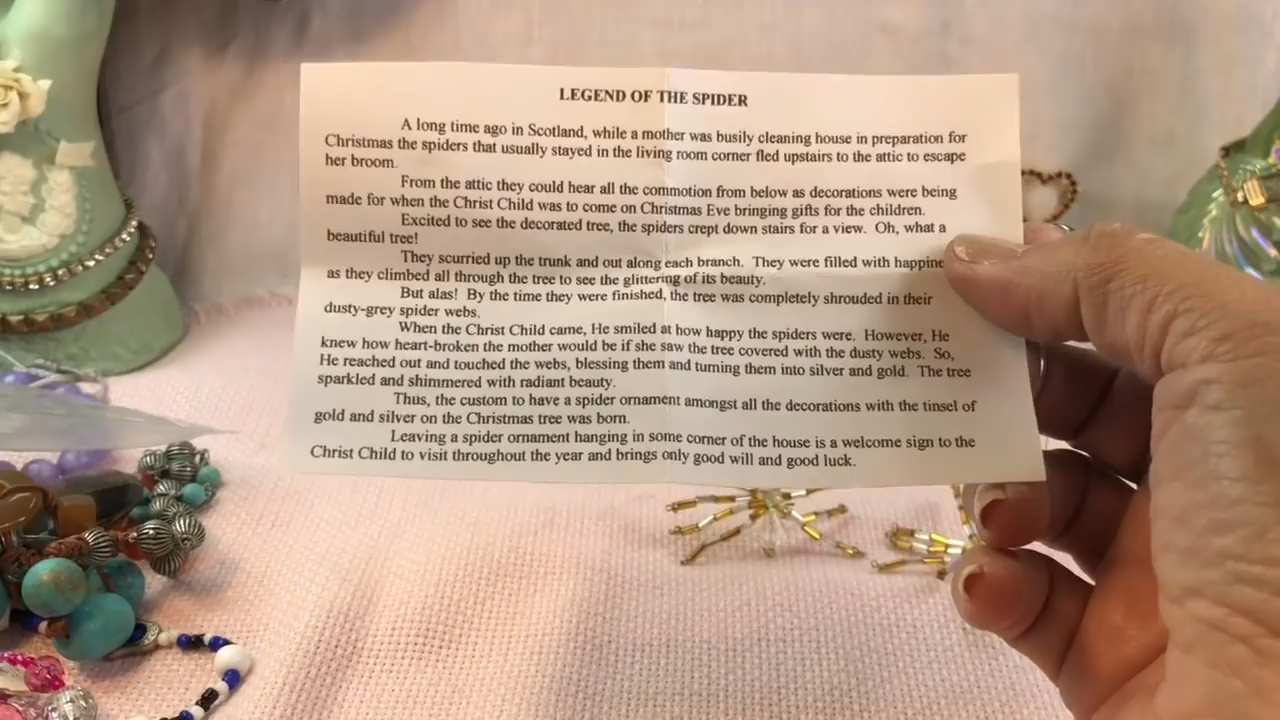 LEGEND OF THE SPIDER
A long time ago in Scotland, while a mother was busily cleaning house in preparation for
Christmas the spiders that usually stayed in the living room corner fled upstairs to the attic to escape
her broom.
From the attic they could hear all the commotion from below as decorations were being
made for when the Christ Child was to come on Christmas Eve bringing gifts for the children.
Excited to see the decorated tree, the spiders crept down stairs for a view. Oh, what a
beautiful tree!
They scurried up the trunk and out along each branch. They were filled with happine
as they climbed all through the tree to see the glittering of its beauty.
But alas! By the time they were finished, the tree was completely shrouded in their
dusty-grey spider webs.
When the Christ Child came, He smiled at how happy the spiders were. However, He
knew how heart-broken the mother would be if she saw the tree covered with the dusty webs. So,
He reached out and touched the webs, blessing them and turning them into silver and gold. The tree
sparkled and shimmered with radiant beauty.
Thus, the custom to have a spider ornament amongst all the decorations with the tinsel of
gold and silver on the Christmas tree was born.
Leaving a spider ornament hanging in some corner of the house is a welcome sign to the
Christ Child to visit throughout the year and brings only good will and good luck.